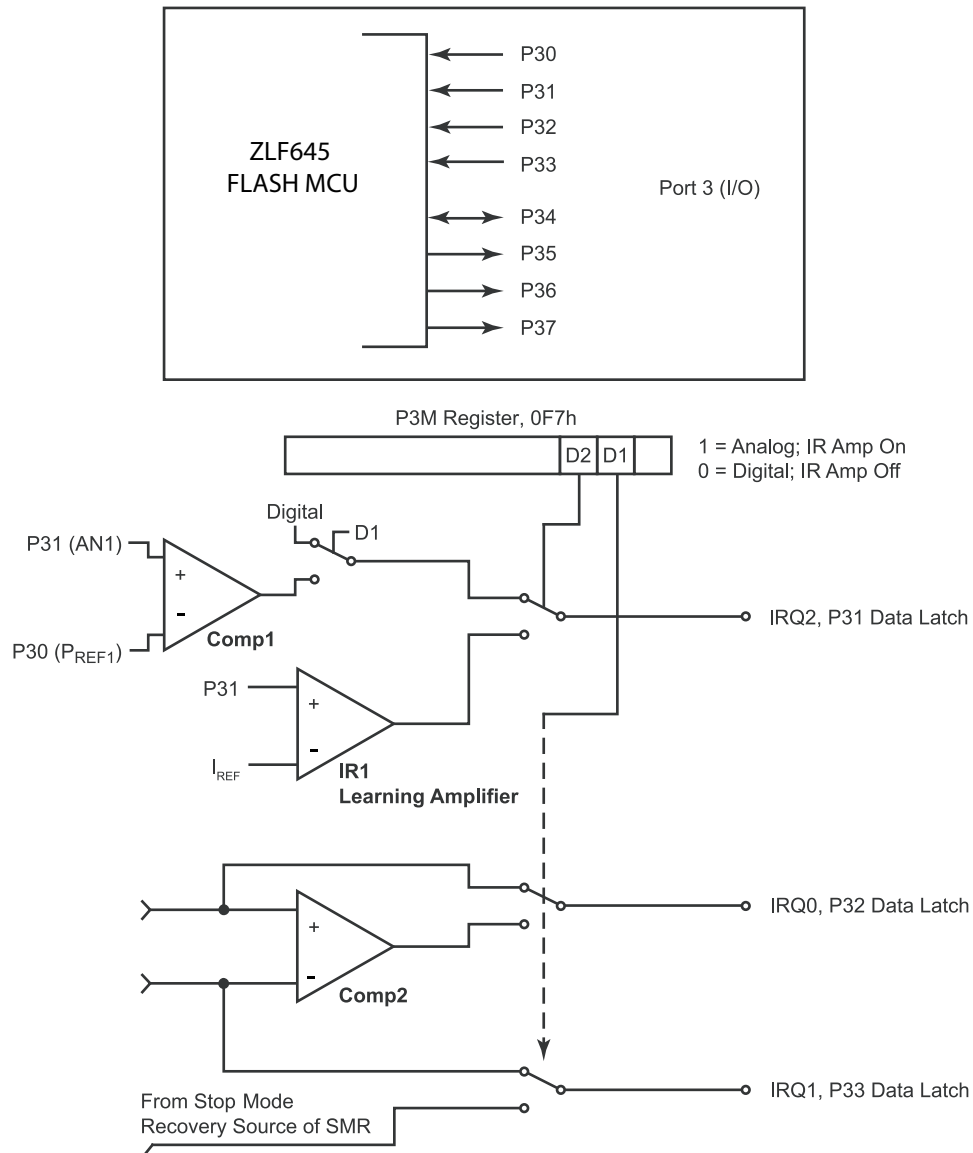 P30
P31
P32
P33
P34
P35
P36
P37
ZLF645
FLASH MCU
Port 3 (I/O)
P3M Register, 0F7h
D2 D1
1 = Analog; IR Amp On
0 = Digital; IR Amp Off
Digital
D1
P31 (AN1)
+
-
Comp1
P30 (PREF1)
IRQ2, P31 Data Latch
P31
+
-
IREF
IR1
Learning Amplifier
+
-
Comp2
IRQ0, P32 Data Latch
From Stop Mode
Recovery Source of SMR
IRQ1, P33 Data Latch